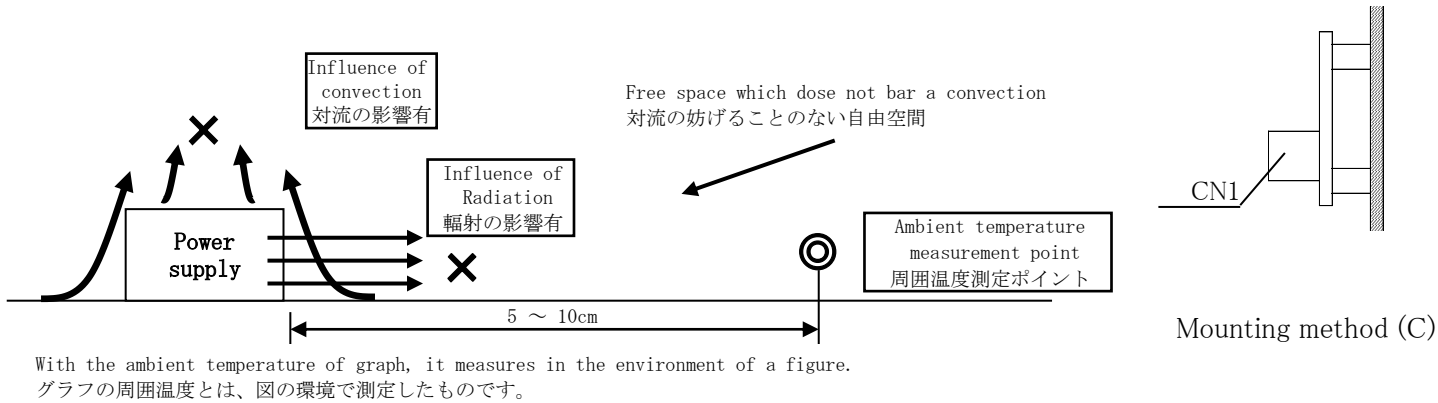 Influence of
convection
対流の影響有
Free space which dose not bar a convection
対流の妨げることのない自由空間
Influence of
Radiation
輻射の影響有
Power
supply
Ambient temperature
measurement point
周囲温度測定ポイント
5 ～ 10cm
CN1
Mounting method (C)
With the ambient temperature of graph, it measures in the environment of a figure.
グラフの周囲温度とは、図の環境で測定したものです。